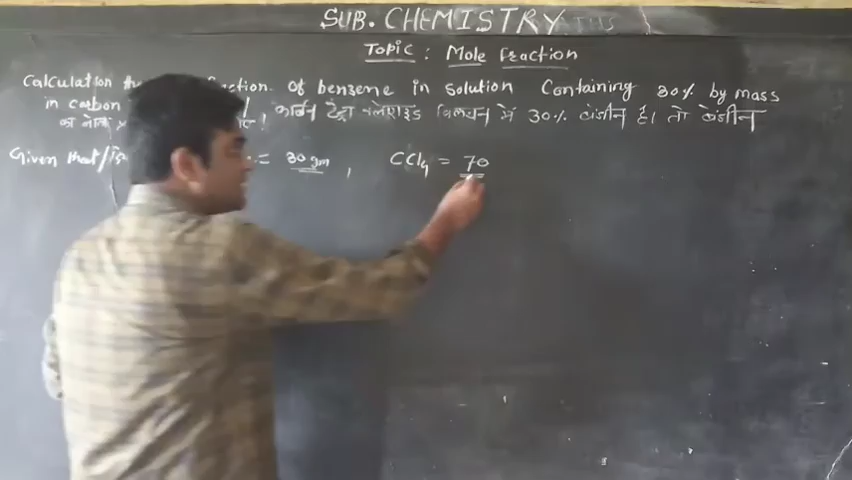 SUB. CHEMISTRY
Topic : Mole Fraction
Calculation the fraction of benzene in solution Containing 30% by mass
in carbon कार्बन टेट्रा क्लोराइड विलयन में 30% बेंजीन है। तो बेंजीन
का मोल
Given that = 30 gm , CCl4 = 70